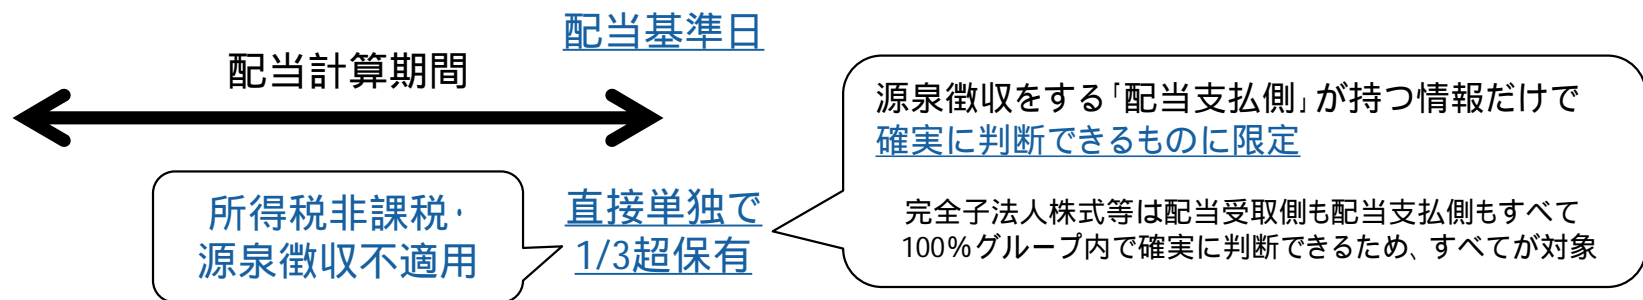 配当基準日
配当計算期間
源泉徴収をする「配当支払側」が持つ情報だけで
確実に判断できるものに限定
所得税非課税・
源泉徴収不適用
直接単独で
1/3超保有
完全子法人株式等は配当受取側も配当支払側もすべて
100%グループ内で確実に判断できるため、すべてが対象